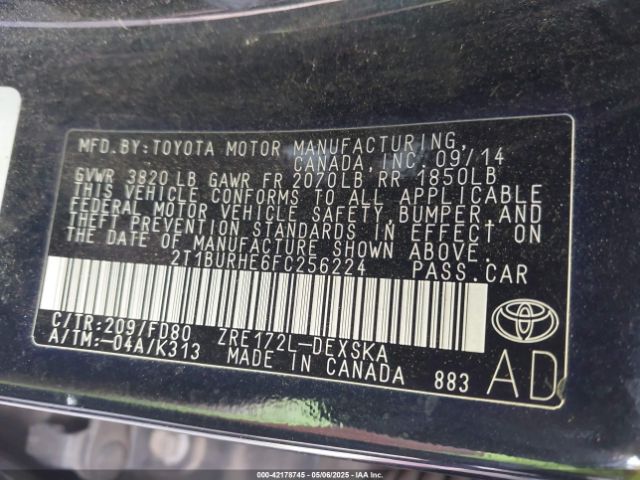 MFD. BY: TOYOTA MOTOR MANUFACTURING,
CANADA, INC. 09/14
GVWR 3820 LB GAWR FR 2070LB RR 1850LB
THIS VEHICLE CONFORMS TO ALL APPLICABLE
FEDERAL MOTOR VEHICLE SAFETY, BUMPER, AND
THEFT PREVENTION STANDARDS IN EFFECT ON
THE DATE OF MANUFACTURE SHOWN ABOVE.
2T1BURHE6FC256224 PASS. CAR
C/TR: 209/FD80 ZRE172L-DEXSKA
A/TM: -04A/K313 MADE IN CANADA 883 AD
000-42178745 05/06/2025 IAA Inc.